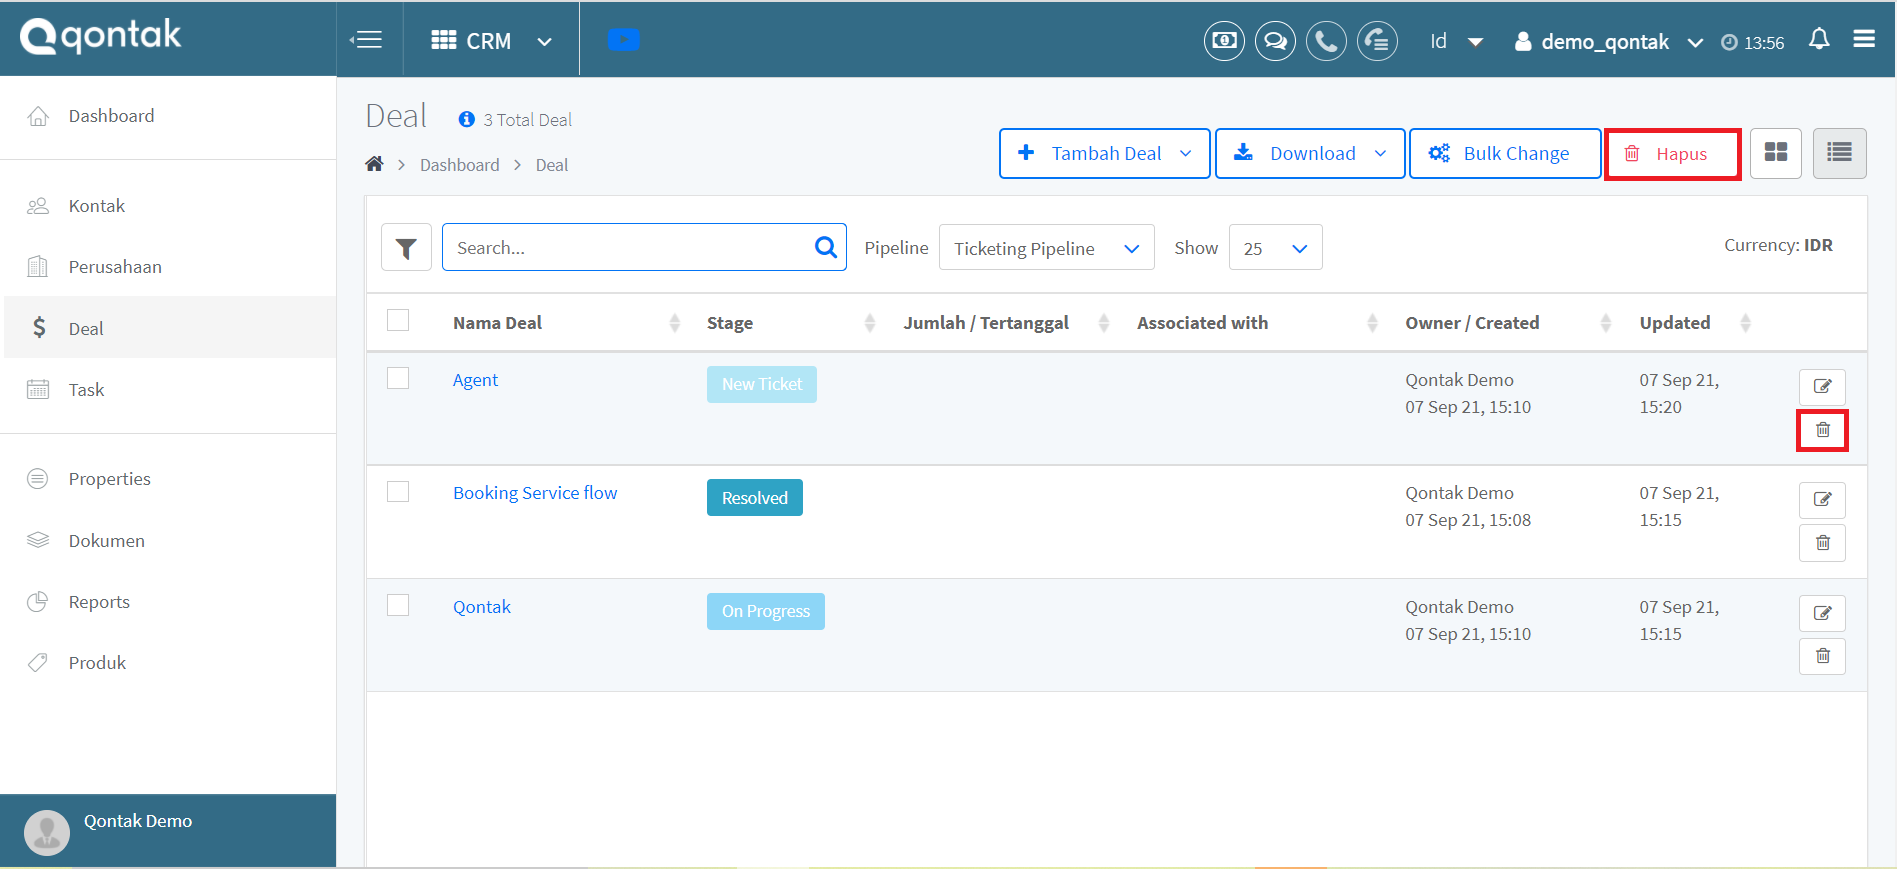 qontak
CRM
Id
demo_qontak
13:56
Dashboard
Kontak
Perusahaan
Deal
Task
Properties
Dokumen
Reports
Produk
Qontak Demo
Deal
3 Total Deal
Dashboard > Deal
Tambah Deal
Download
Bulk Change
Hapus
Search...
Pipeline
Ticketing Pipeline
Show
25
Currency: IDR
Nama Deal
Stage
Jumlah / Tertanggal
Associated with
Owner / Created
Updated
Agent
New Ticket
Qontak Demo
07 Sep 21, 15:10
07 Sep 21,
15:20
Booking Service flow
Resolved
Qontak Demo
07 Sep 21, 15:08
07 Sep 21,
15:15
Qontak
On Progress
Qontak Demo
07 Sep 21, 15:10
07 Sep 21,
15:15